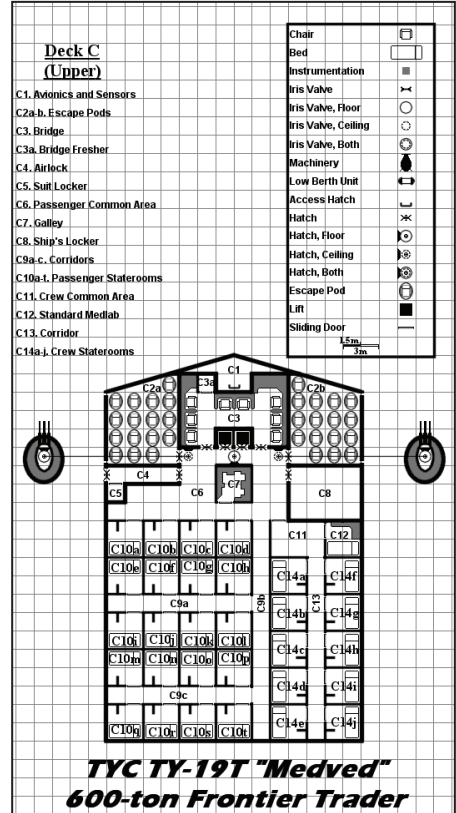 Deck C
(Upper)
C1. Avionics and Sensors
C2a-b. Escape Pods
C3. Bridge
C3a. Bridge Fresher
C4. Airlock
C5. Suit Locker
C6. Passenger Common Area
C7. Galley
C8. Ship's Locker
C9a-c. Corridors
C10a-t. Passenger Staterooms
C11. Crew Common Area
C12. Standard Medlab
C13. Corridor
C14a-j. Crew Staterooms
Chair
Bed
Instrumentation
Iris Valve
Iris Valve, Floor
Iris Valve, Ceiling
Iris Valve, Both
Machinery
Low Berth Unit
Access Hatch
Hatch
Hatch, Floor
Hatch, Ceiling
Hatch, Both
Escape Pod
Lift
Sliding Door
1.5m
3m
C1
C2a C3a C2b
C3
C4
C5 C6 C7 C8
C11 C12
C10a C10b C10c C10d
C10e C10f C10g C10h
C14a C14f
C9a C9b C13
C14b C14g
C10i C10j C10k C10l
C14c C14h
C10m C10n C10o C10p
C14d C14i
C9c
C14e C14j
C10q C10r C10s C10t
TYC TY-19T "Medved"
600-ton Frontier Trader